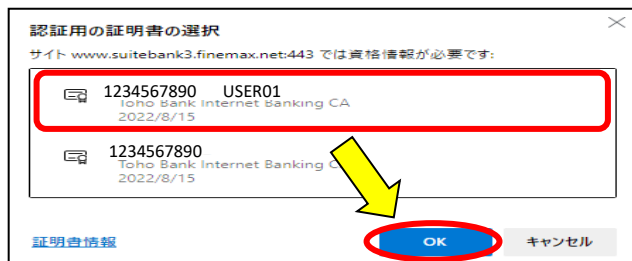 認証用の証明書の選択
サイト www.suitebank3.finemax.net:443 では資格情報が必要です:
1234567890 USER01
Toho Bank Internet Banking CA
2022/8/15
1234567890
Toho Bank Internet Banking C
2022/8/15
証明書情報
OK
キャンセル